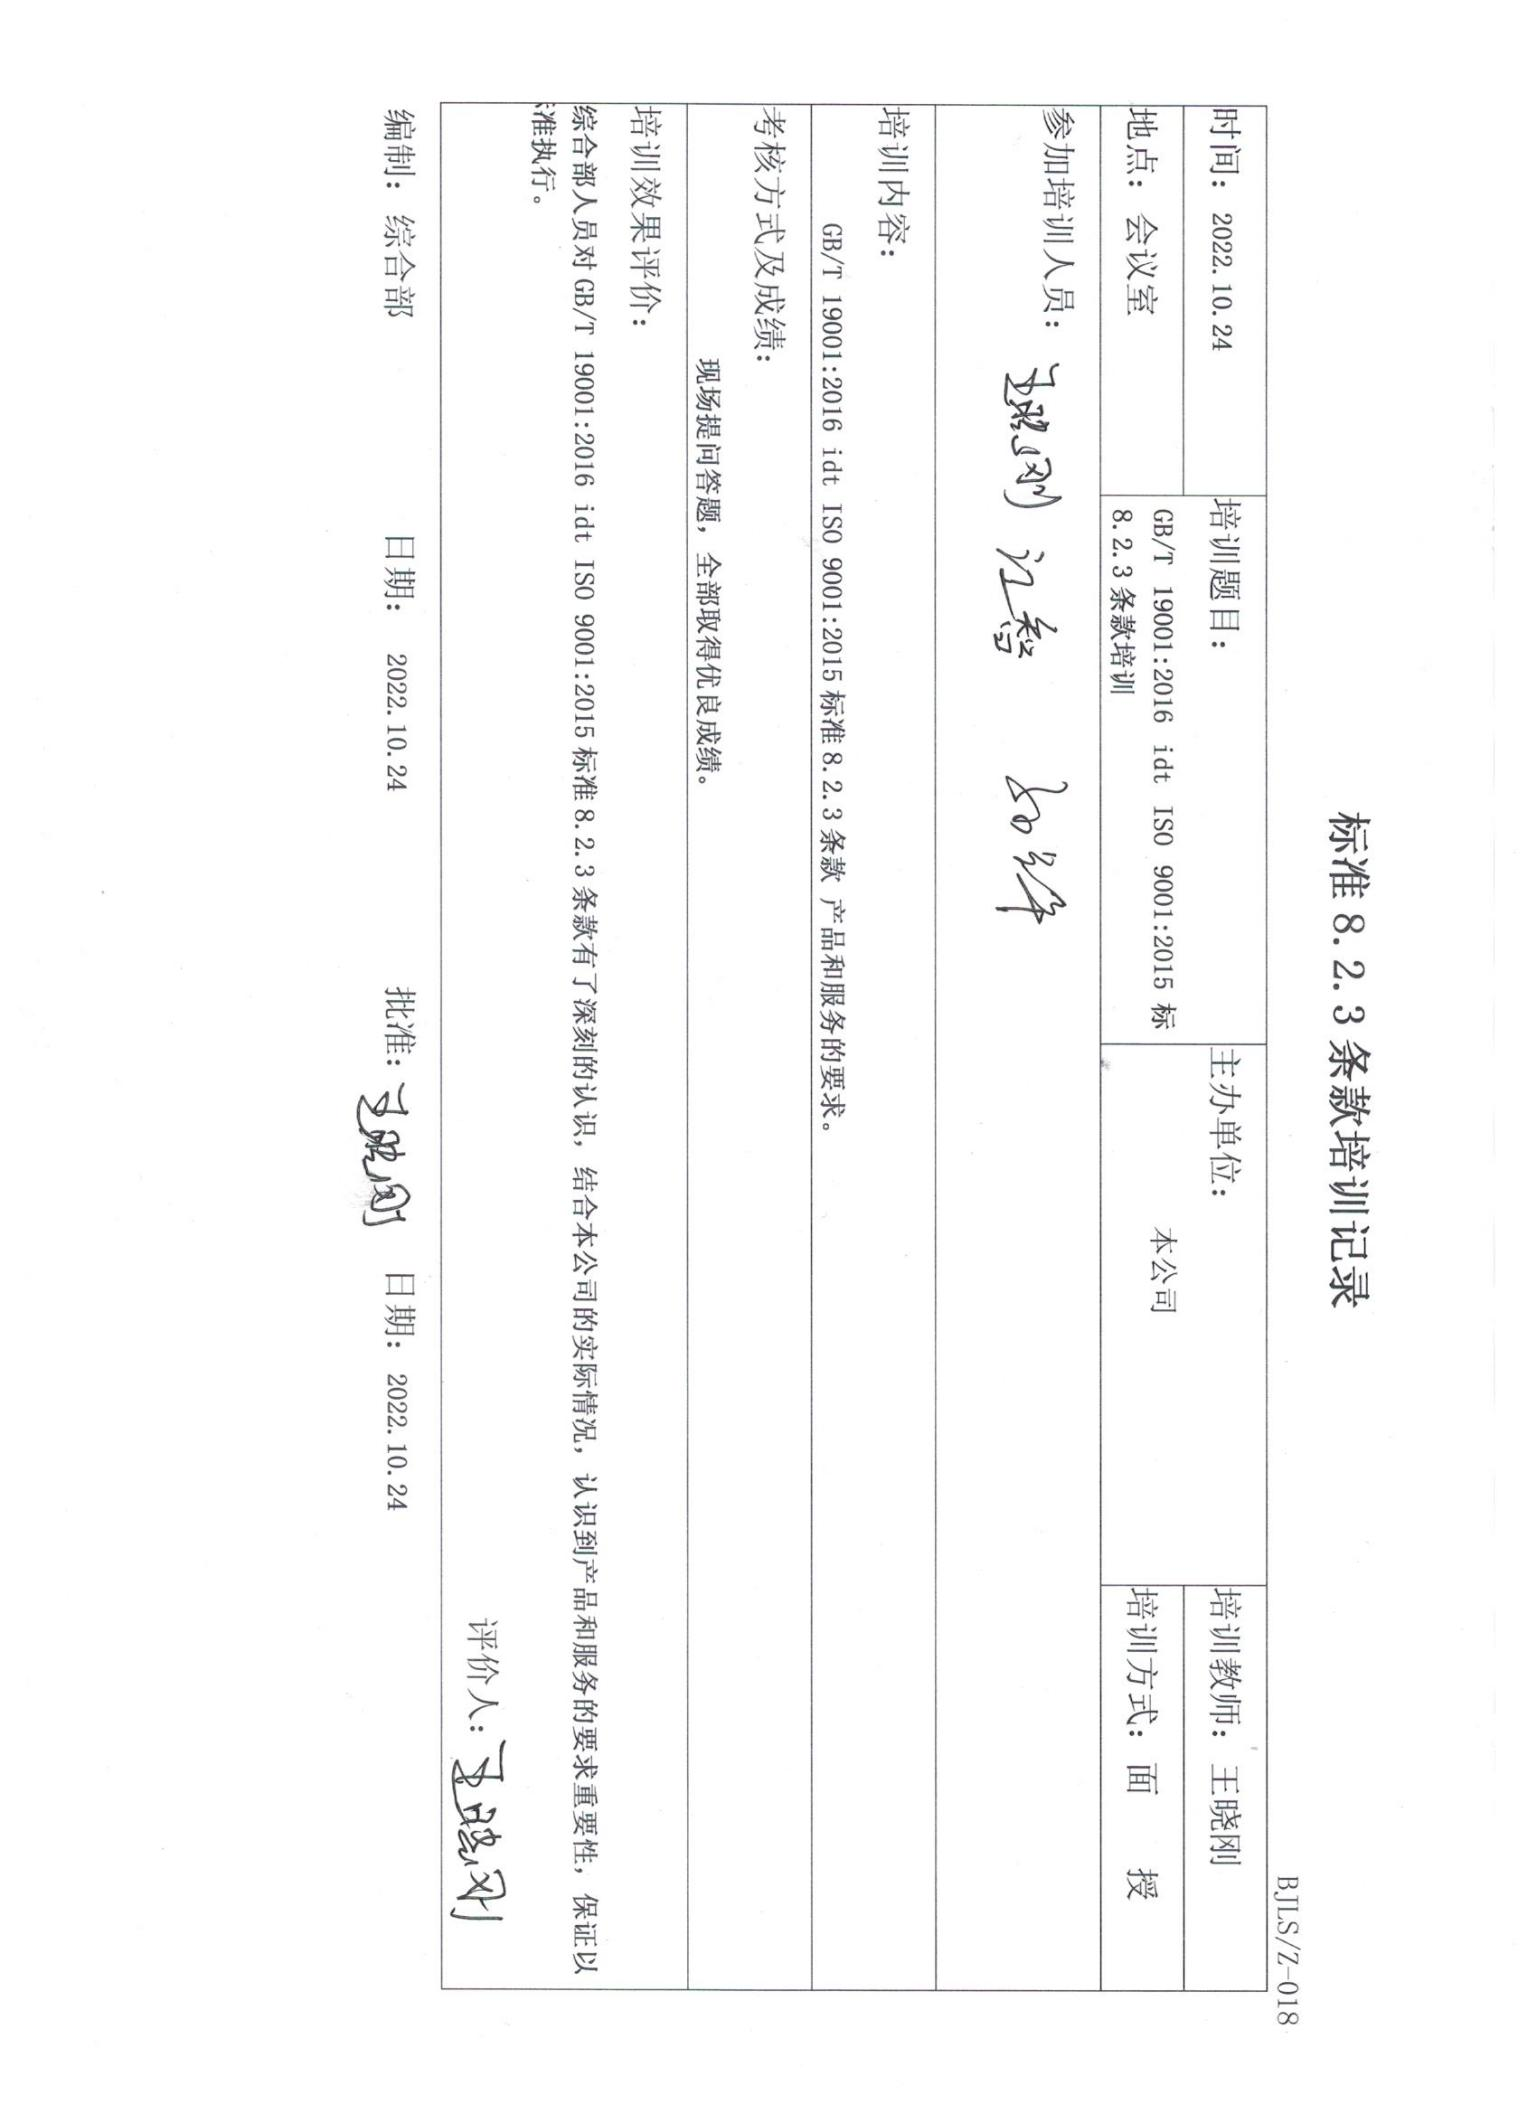 标准 8.2.3 条款培训记录
BJLS/Z-018
时间： 2022.10.24
培训题目：
主办单位：
培训教师： 王晓刚
地点： 会议室
GB/T 19001:2016 idt ISO 9001:2015 标
8.2.3 条款培训
本公司
培训方式： 面 授
参加培训人员： 王晓刚 江
培训内容：
GB/T 19001:2016 idt ISO 9001:2015 标准 8.2.3 条款 产品和服务的要求。
考核方式及成绩：
现场提问答题，全部取得优良成绩。
培训效果评价：
综合部人员对 GB/T 19001:2016 idt ISO 9001:2015 标准 8.2.3 条款有了深刻的认识，结合本公司的实际情况，认识到产品和服务的要求重要性，保证以
准执行。
评价人：王晓刚
编制： 综合部 日期： 2022.10.24 批准：王晓刚 日期： 2022.10.24